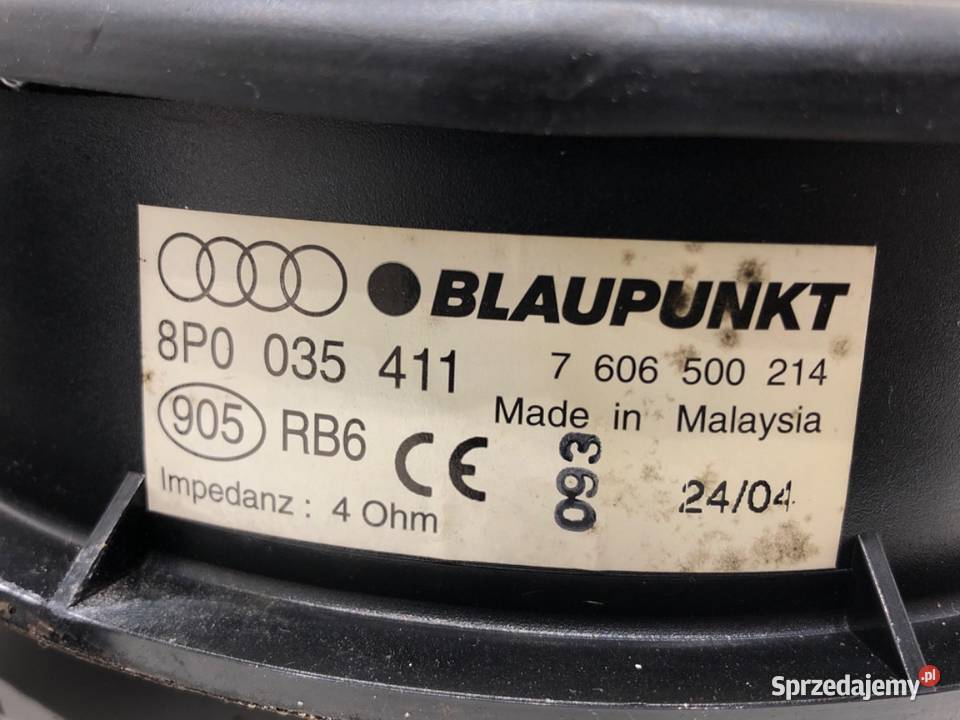 BLAUPUNKT
8P0 035 411 7 606 500 214
905 RB6 CE Made in Malaysia
Impedanz : 4 Ohm 093 24/04
Sprzedajemy.pl